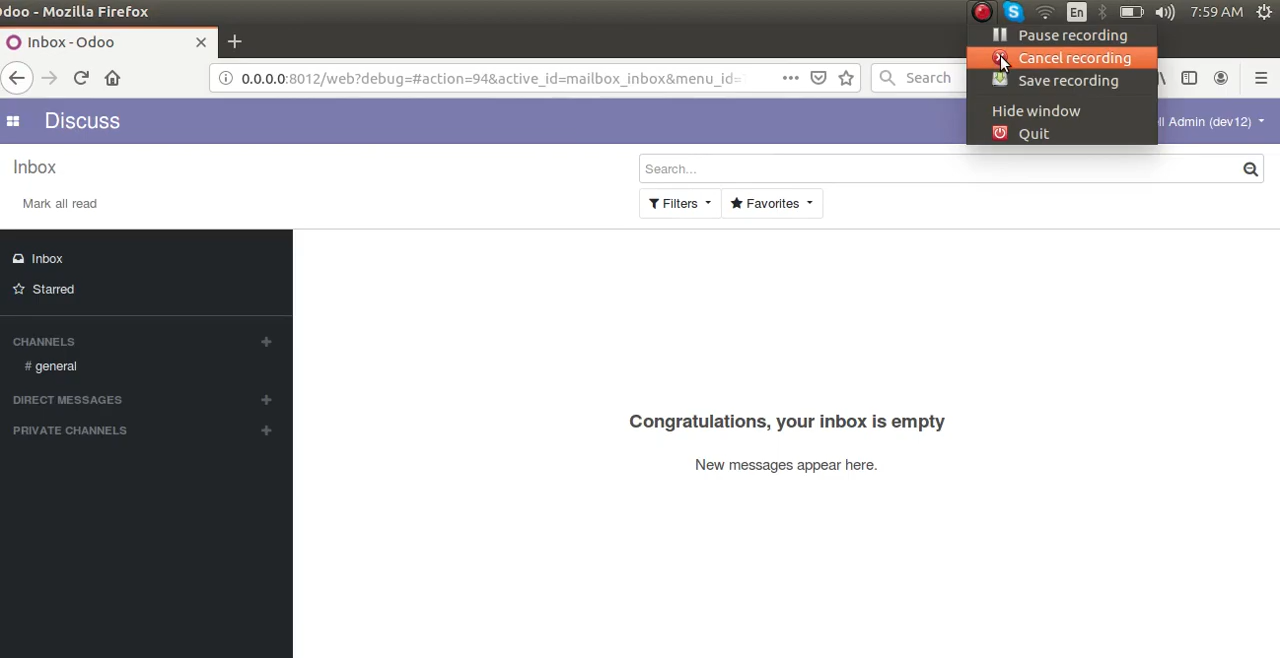 doo - Mozilla Firefox
En
7:59 AM
Inbox - Odoo
0.0.0.0:8012/web?debug=#action=94&active_id=mailbox_inbox&menu_id=
Search
Pause recording
Cancel recording
Save recording
Hide window
Quit
Discuss
ll Admin (dev12)
Inbox
Search...
Mark all read
Filters
Favorites
Inbox
Starred
CHANNELS
# general
DIRECT MESSAGES
PRIVATE CHANNELS
Congratulations, your inbox is empty
New messages appear here.